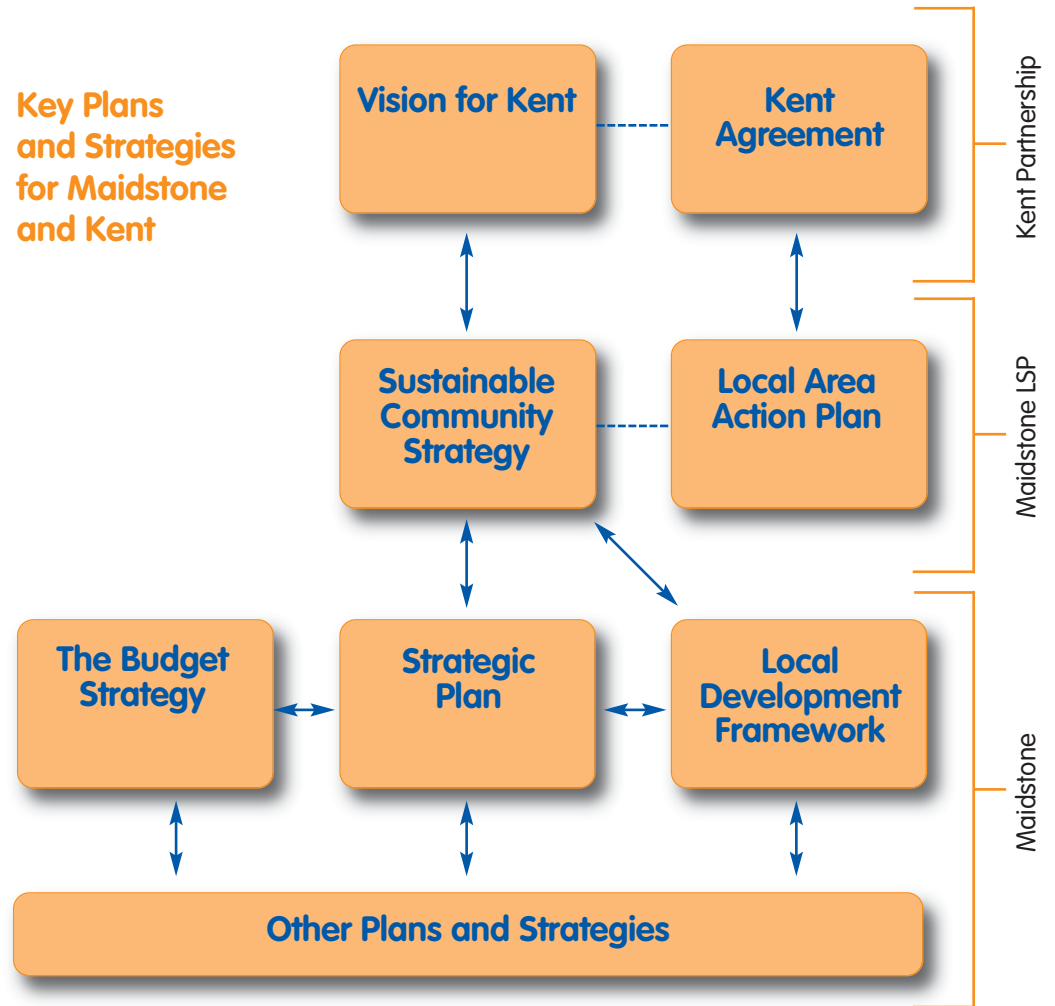 Key Plans
and Strategies
for Maidstone
and Kent
Vision for Kent
Kent
Agreement
Kent Partnership
Sustainable
Community
Strategy
Local Area
Action Plan
Maidstone LSP
The Budget
Strategy
Strategic
Plan
Local
Development
Framework
Maidstone
Other Plans and Strategies